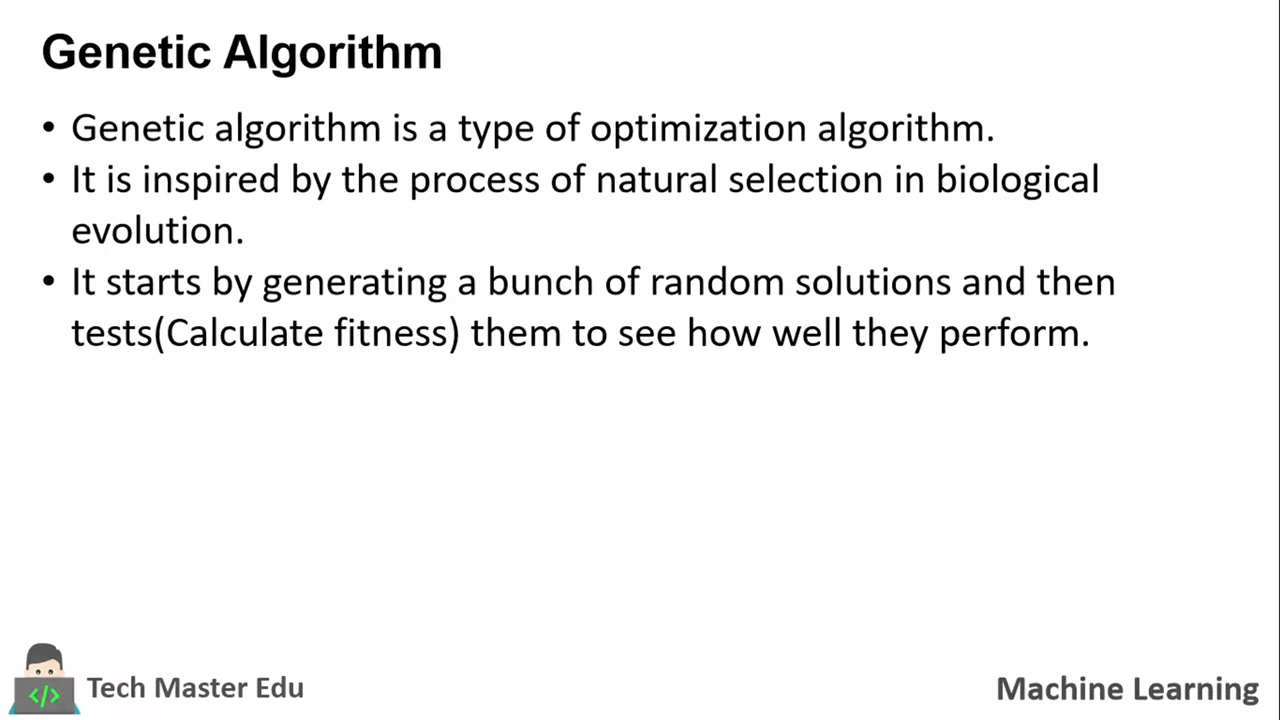 Genetic Algorithm
• Genetic algorithm is a type of optimization algorithm.
• It is inspired by the process of natural selection in biological
evolution.
• It starts by generating a bunch of random solutions and then
tests(Calculate fitness) them to see how well they perform.
</>
Tech Master Edu
Machine Learning